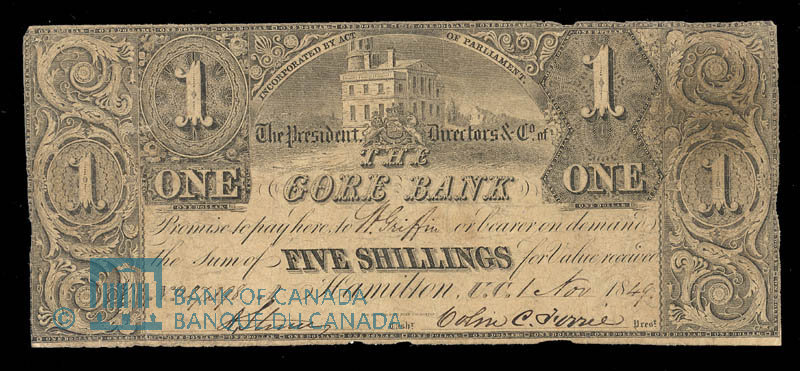 INCORPORATED BY ACT OF PARLIAMENT.
1 1
The President, Directors & Co. of
THE
ONE GORE BANK ONE
1 1
Promise to pay here, to W. Griffin or bearer on demand
The Sum of FIVE SHILLINGS for Value received
Hamilton, 1 Nov 1849
BANK OF CANADA
© BANQUE DU CANADA
Cashr. Colin C. Ferrie Prest.